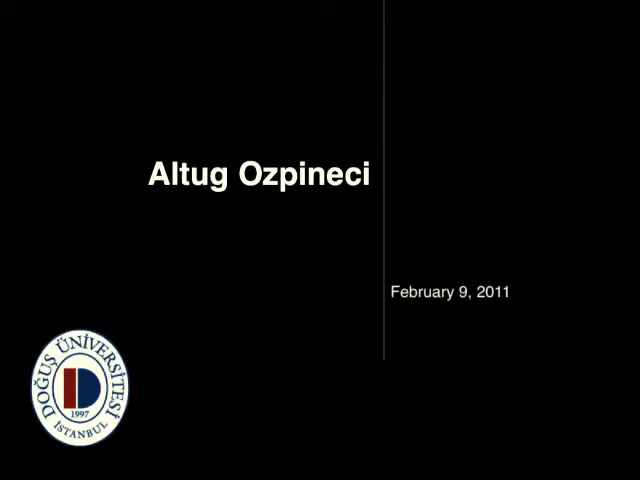 Altug Ozpineci
February 9, 2011
DOĞUŞ ÜNİVERSİTESİ
1997
İSTANBUL